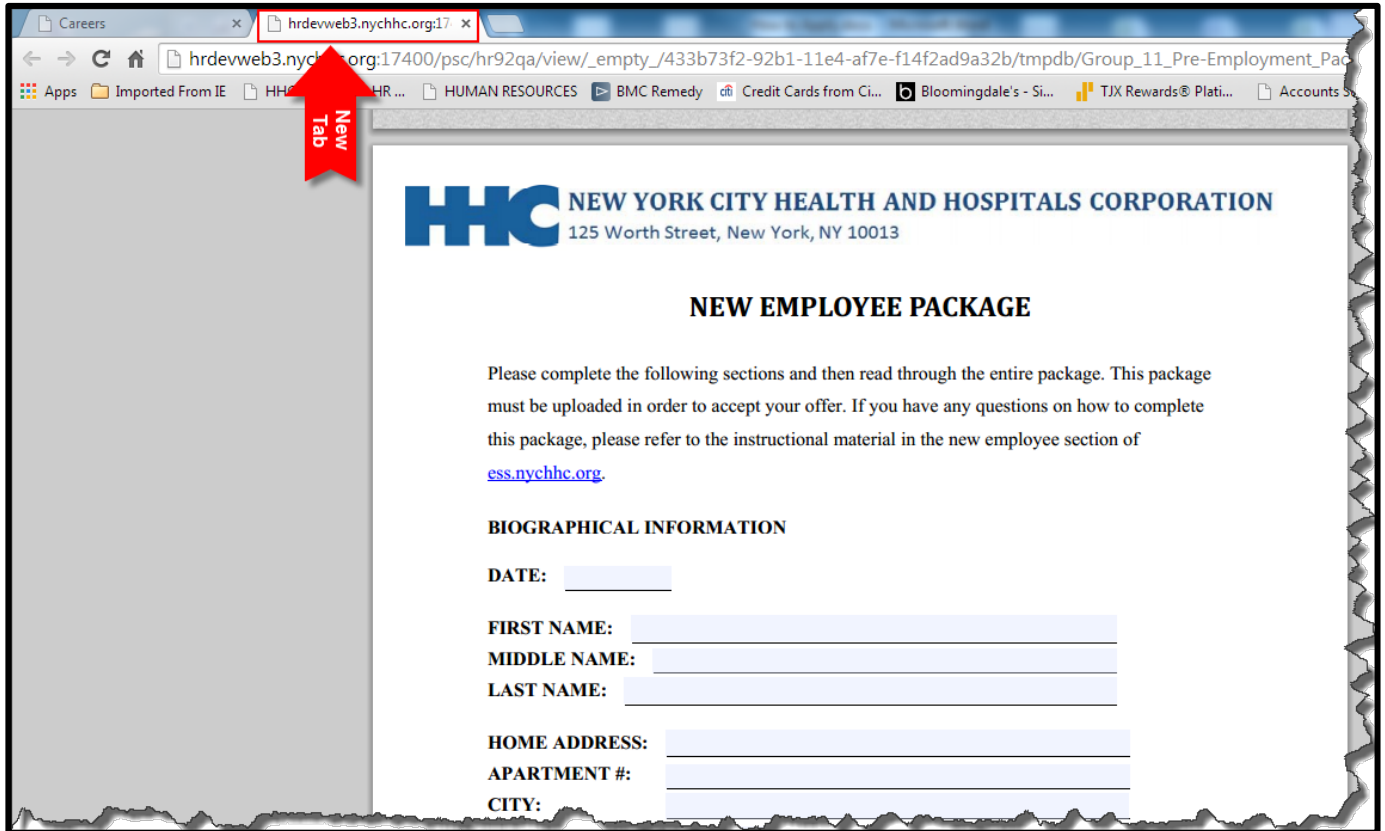 Careers
hrdevweb3.nychhc.org:17
hrdevweb3.nyc org:17400/psc/hr92qa/view/_empty_/433b73f2-92b1-11e4-af7e-f14f2ad9a32b/tmpdb/Group_11_Pre-Employment_Pac
Apps Imported From IE HR ... HUMAN RESOURCES BMC Remedy citi Credit Cards from Ci... b Bloomingdale's - Si... TJX Rewards® Plati... Accounts
New
Tab
HHC
NEW YORK CITY HEALTH AND HOSPITALS CORPORATION
125 Worth Street, New York, NY 10013
NEW EMPLOYEE PACKAGE
Please complete the following sections and then read through the entire package. This package
must be uploaded in order to accept your offer. If you have any questions on how to complete
this package, please refer to the instructional material in the new employee section of
ess.nychhc.org.
BIOGRAPHICAL INFORMATION
DATE:
FIRST NAME:
MIDDLE NAME:
LAST NAME:
HOME ADDRESS:
APARTMENT #:
CITY: